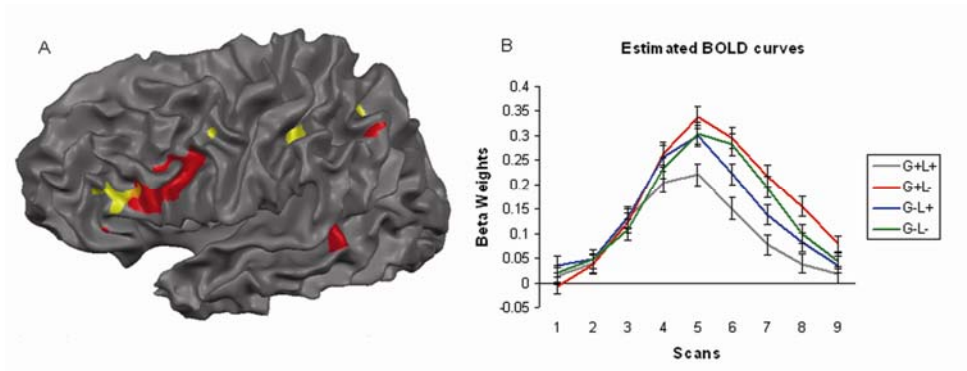 A
B
Estimated BOLD curves
0.4
0.35
0.3
0.25
0.2
0.15
0.1
0.05
0
-0.05
Beta Weights
1 2 3 4 5 6 7 8 9
Scans
G+L+
G+L-
G-L+
G-L-